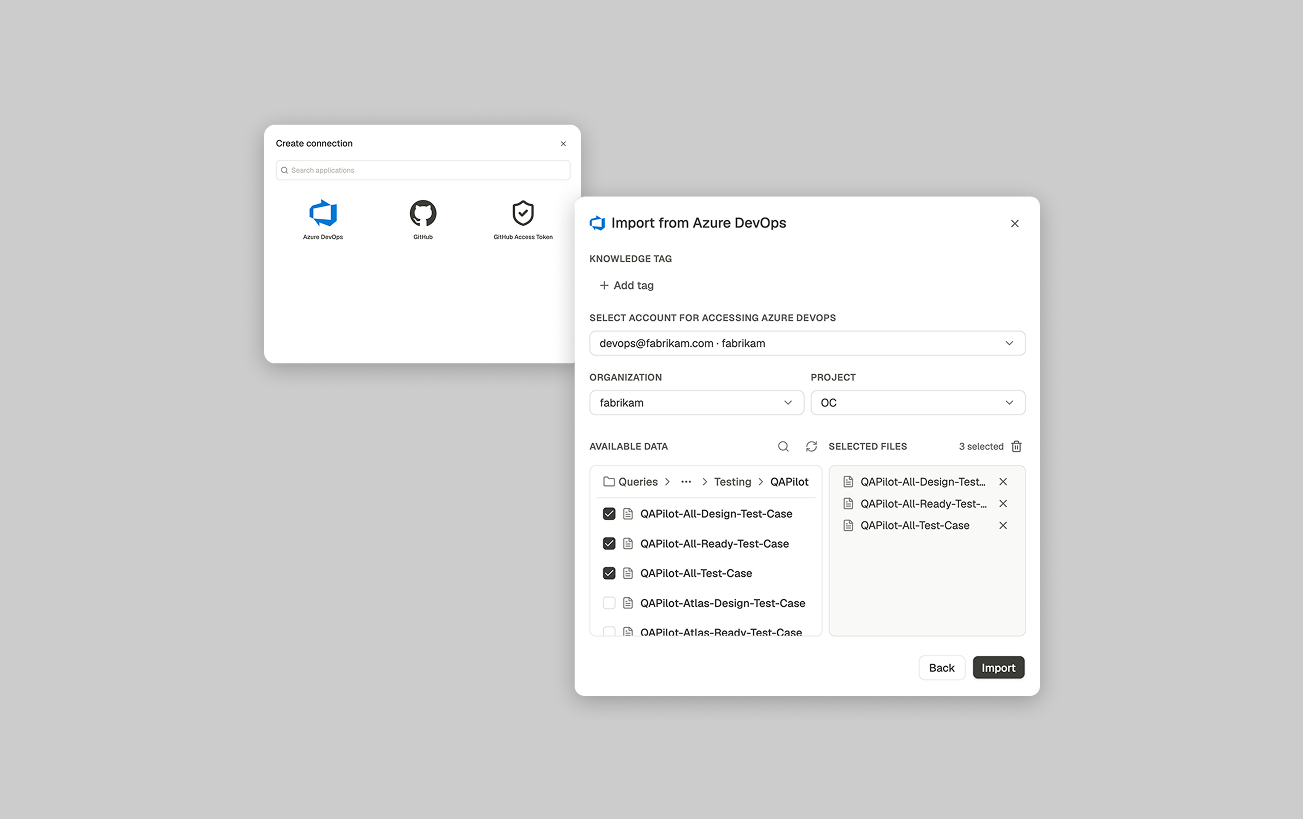 Create connection
Search applications
Azure DevOps
GitHub
GitHub Access Token
Import from Azure DevOps
KNOWLEDGE TAG
+ Add tag
SELECT ACCOUNT FOR ACCESSING AZURE DEVOPS
devops@fabrikam.com · fabrikam
ORGANIZATION
PROJECT
fabrikam
OC
AVAILABLE DATA
SELECTED FILES
3 selected
Queries > ··· > Testing > QAPilot
QAPilot-All-Design-Test-Case
QAPilot-All-Ready-Test-Case
QAPilot-All-Test-Case
QAPilot-Atlas-Design-Test-Case
QAPilot-Atlas-Ready-Test-Case
QAPilot-All-Design-Test...
QAPilot-All-Ready-Test-...
QAPilot-All-Test-Case
Back
Import